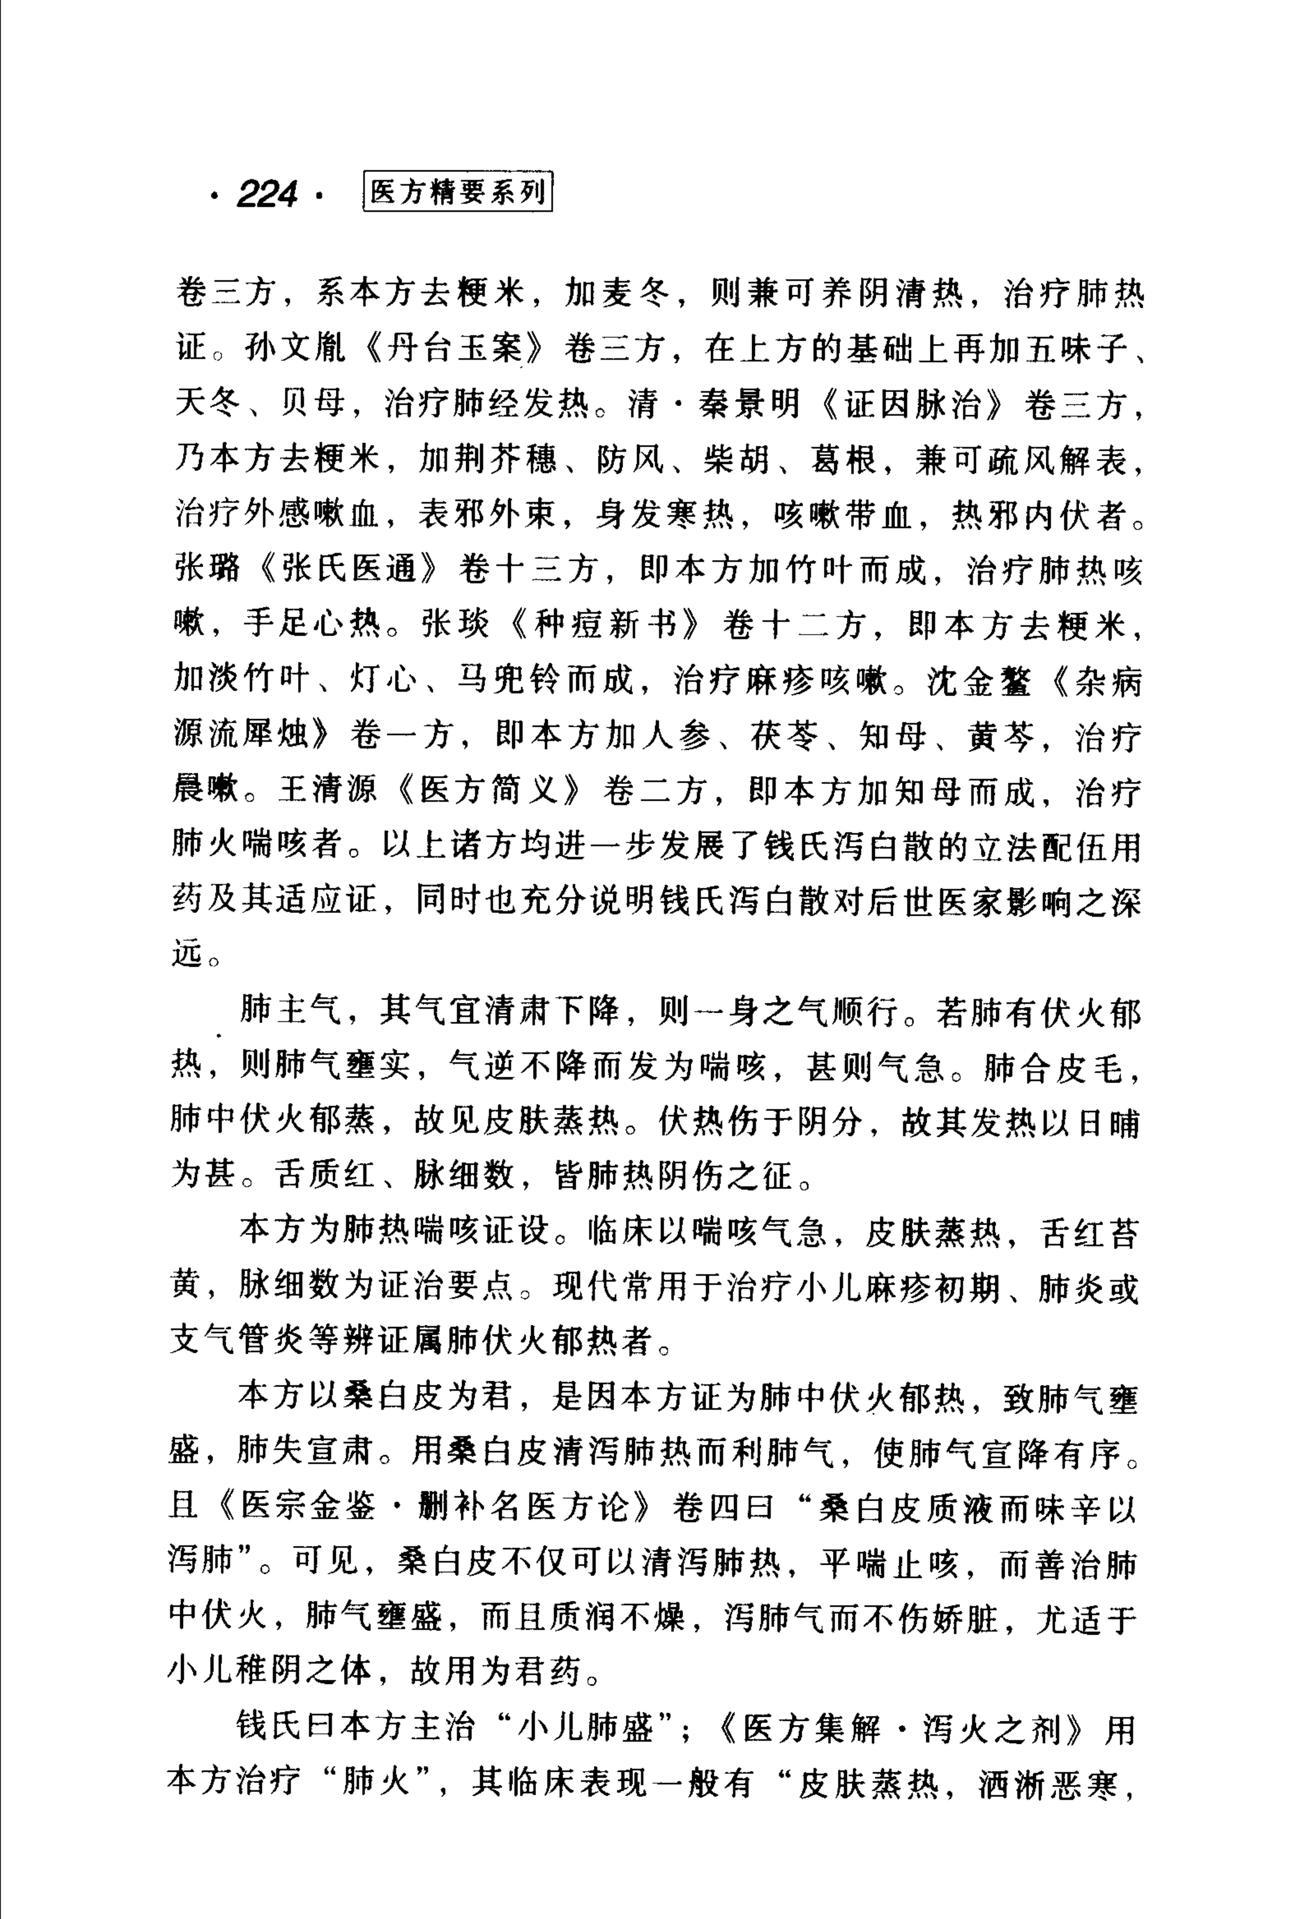 · 224 · 医方精要系列
卷三方，系本方去粳米，加麦冬，则兼可养阴清热，治疗肺热
证。孙文胤《丹台玉案》卷三方，在上方的基础上再加五味子、
天冬、贝母，治疗肺经发热。清·秦景明《证因脉治》卷三方，
乃本方去粳米，加荆芥穗、防风、柴胡、葛根，兼可疏风解表，
治疗外感嗽血，表邪外束，身发寒热，咳嗽带血，热邪内伏者。
张璐《张氏医通》卷十三方，即本方加竹叶而成，治疗肺热咳
嗽，手足心热。张琰《种痘新书》卷十二方，即本方去粳米，
加淡竹叶、灯心、马兜铃而成，治疗麻疹咳嗽。沈金鳌《杂病
源流犀烛》卷一方，即本方加人参、茯苓、知母、黄芩，治疗
晨嗽。王清源《医方简义》卷二方，即本方加知母而成，治疗
肺火喘咳者。以上诸方均进一步发展了钱氏泻白散的立法配伍用
药及其适应证，同时也充分说明钱氏泻白散对后世医家影响之深
远。
肺主气，其气宜清肃下降，则一身之气顺行。若肺有伏火郁
热，则肺气壅实，气逆不降而发为喘咳，甚则气急。肺合皮毛，
肺中伏火郁蒸，故见皮肤蒸热。伏热伤于阴分，故其发热以日晡
为甚。舌质红、脉细数，皆肺热阴伤之征。
本方为肺热喘咳证设。临床以喘咳气急，皮肤蒸热，舌红苔
黄，脉细数为证治要点。现代常用于治疗小儿麻疹初期、肺炎或
支气管炎等辨证属肺伏火郁热者。
本方以桑白皮为君，是因本方证为肺中伏火郁热，致肺气壅
盛，肺失宣肃。用桑白皮清泻肺热而利肺气，使肺气宣降有序。
且《医宗金鉴·删补名医方论》卷四曰“桑白皮质液而味辛以
泻肺”。可见，桑白皮不仅可以清泻肺热，平喘止咳，而善治肺
中伏火，肺气壅盛，而且质润不燥，泻肺气而不伤娇脏，尤适于
小儿稚阴之体，故用为君药。
钱氏曰本方主治“小儿肺盛”；《医方集解·泻火之剂》用
本方治疗“肺火”，其临床表现一般有“皮肤蒸热，洒淅恶寒，